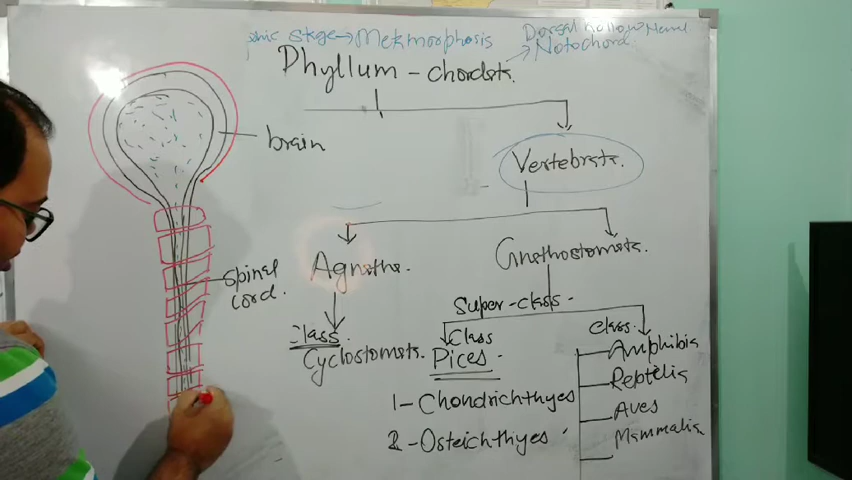 stage → Metamorphosis
Dorsal hollow Nerve
Notochord
Phyllum - chordata.
brain
Vertebrata.
Agnatha.
Gnathostomata.
spinal
cord.
Super-class -
Class
Cyclostomata.
Class
Pices -
1- Chondrichthyes
2- Osteichthyes
class.
Amphibia
Reptelia
Aves
Mammalia